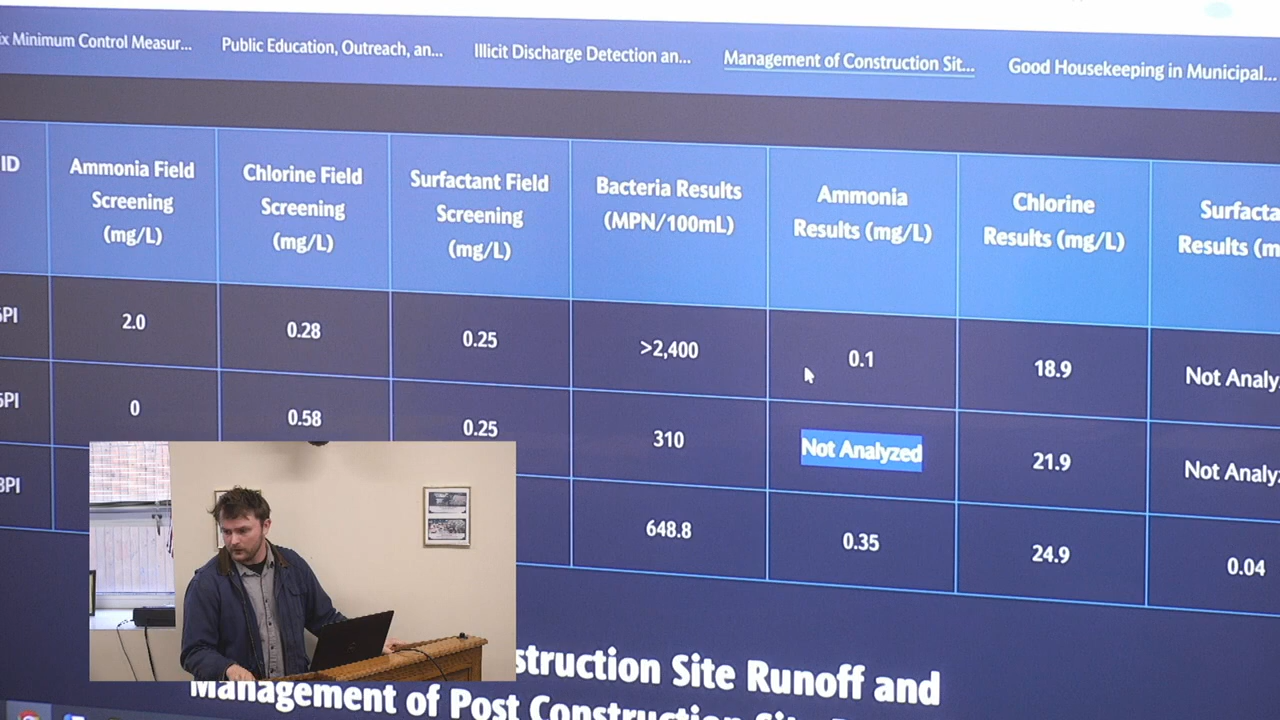 ix Minimum Control Measur... Public Education, Outreach, an... Illicit Discharge Detection an... Management of Construction Sit... Good Housekeeping in Municipal...
ID
Ammonia Field
Screening
(mg/L)
Chlorine Field
Screening
(mg/L)
Surfactant Field
Screening
(mg/L)
Bacteria Results
(MPN/100mL)
Ammonia
Results (mg/L)
Chlorine
Results (mg/L)
Surfacta
Results (m
PI 2.0 0.28 0.25 >2,400 0.1 18.9 Not Analy
PI 0 0.58 0.25 310 Not Analyzed 21.9 Not Analy
PI 648.8 0.35 24.9 0.04
struction Site Runoff and
Management of Post Construction Site